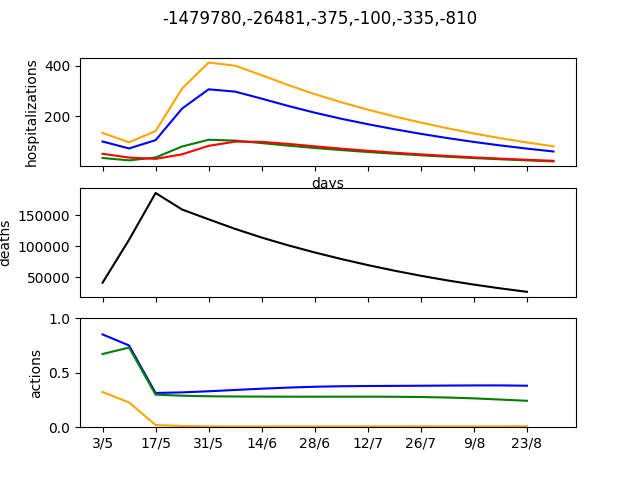 -1479780,-26481,-375,-100,-335,-810
hospitalizations
400
200
days
deaths
150000
100000
50000
actions
1.0
0.5
0.0
3/5 17/5 31/5 14/6 28/6 12/7 26/7 9/8 23/8